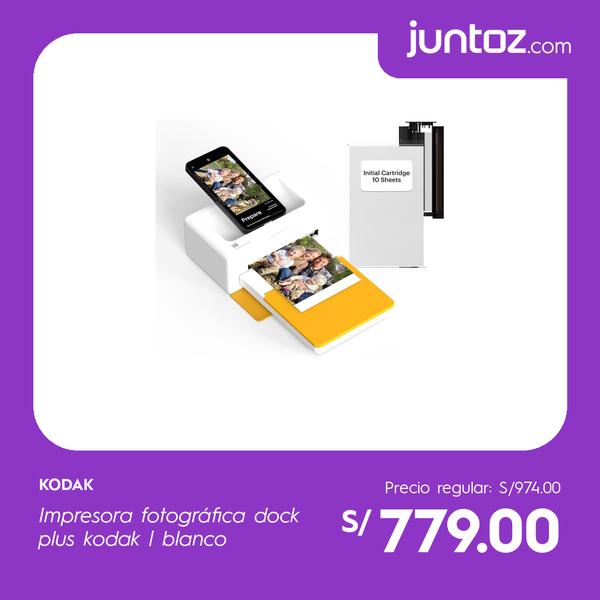 juntoz.com
Initial Cartridge
10 Sheets
Prepare
KODAK
Precio regular: S/974.00
Impresora fotográfica dock
plus kodak | blanco
S/779.00